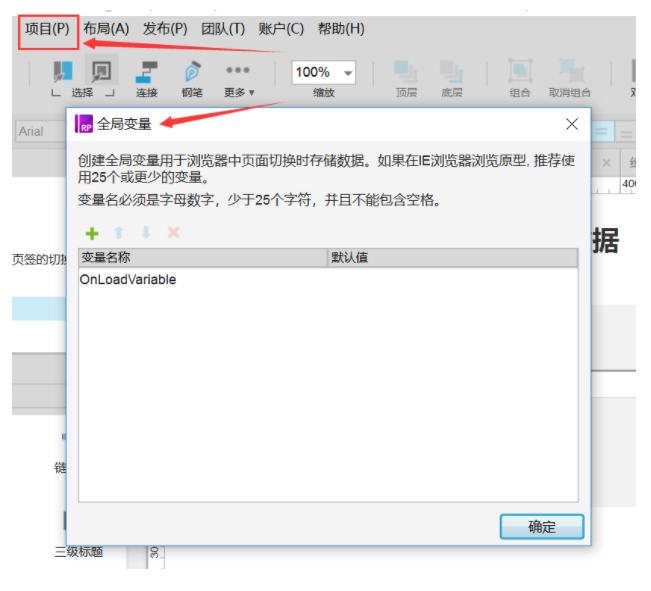 项目(P) 布局(A) 发布(P) 团队(T) 账户(C) 帮助(H)
100%
选择 连接 钢笔 更多 缩放 顶层 底层 组合 取消组合
Arial
RP 全局变量
创建全局变量用于浏览器中页面切换时存储数据。如果在IE浏览器浏览原型, 推荐使
用25个或更少的变量。
变量名必须是字母数字，少于25个字符，并且不能包含空格。
变量名称 默认值
OnLoadVariable
确定
据
页签的切
链
三级标题